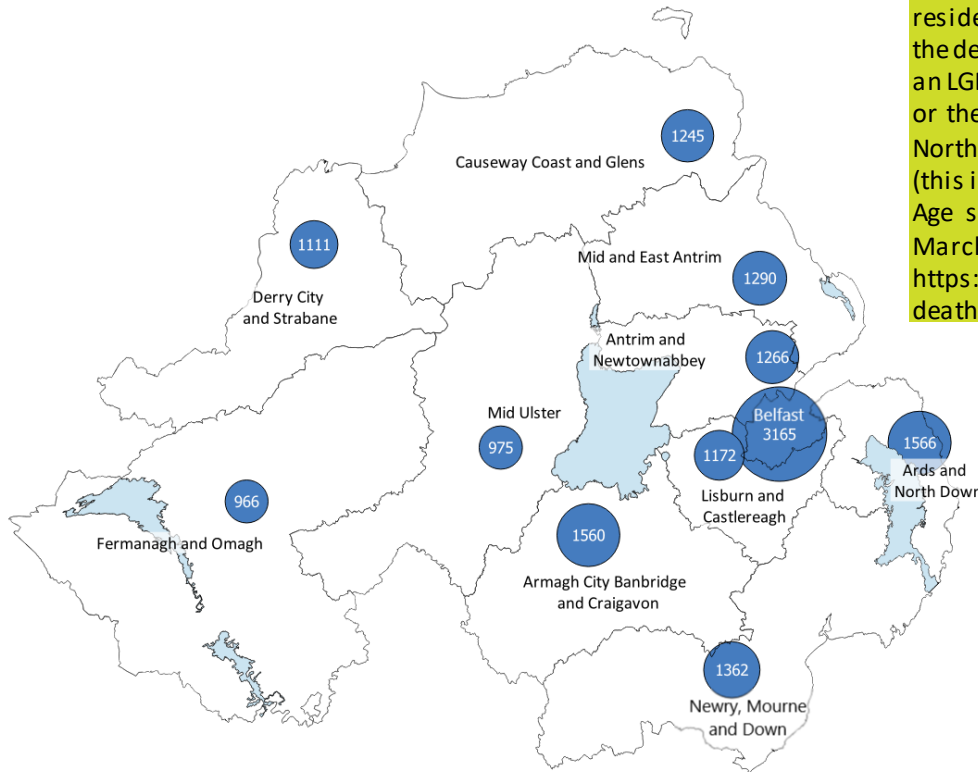 reside
the de
an LG
or the
North
(this i
Age s
March
https:
death
1245
Causeway Coast and Glens
1111
Derry City
and Strabane
Mid and East Antrim
1290
Antrim and
Newtownabbey
1266
Mid Ulster
975
Belfast
3165
1172
Lisburn and
Castlereagh
1566
Ards and
North Down
966
Fermanagh and Omagh
1560
Armagh City Banbridge
and Craigavon
1362
Newry, Mourne
and Down